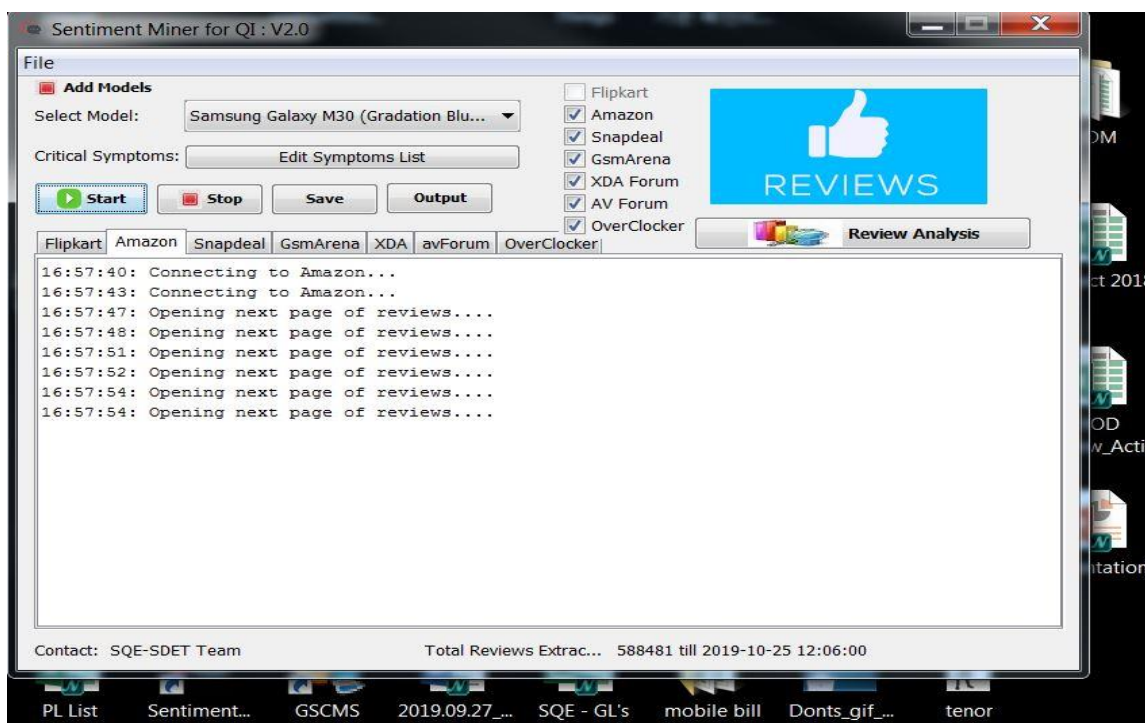 Sentiment Miner for QI : V2.0
File
Add Models
Select Model: Samsung Galaxy M30 (Gradation Blu...
Critical Symptoms: Edit Symptoms List
Start Stop Save Output
Flipkart
Amazon
Snapdeal
GsmArena
XDA Forum
AV Forum
OverClocker
REVIEWS
Review Analysis
Flipkart Amazon Snapdeal GsmArena XDA avForum OverClocker
16:57:40: Connecting to Amazon...
16:57:43: Connecting to Amazon...
16:57:47: Opening next page of reviews....
16:57:48: Opening next page of reviews....
16:57:51: Opening next page of reviews....
16:57:52: Opening next page of reviews....
16:57:54: Opening next page of reviews....
16:57:54: Opening next page of reviews....
Contact: SQE-SDET Team Total Reviews Extrac... 588481 till 2019-10-25 12:06:00
DM
ct 201
OD
w_Acti
ntation
PL List Sentiment... GSCMS 2019.09.27_... SQE - GL's mobile bill Donts_gif_... tenor